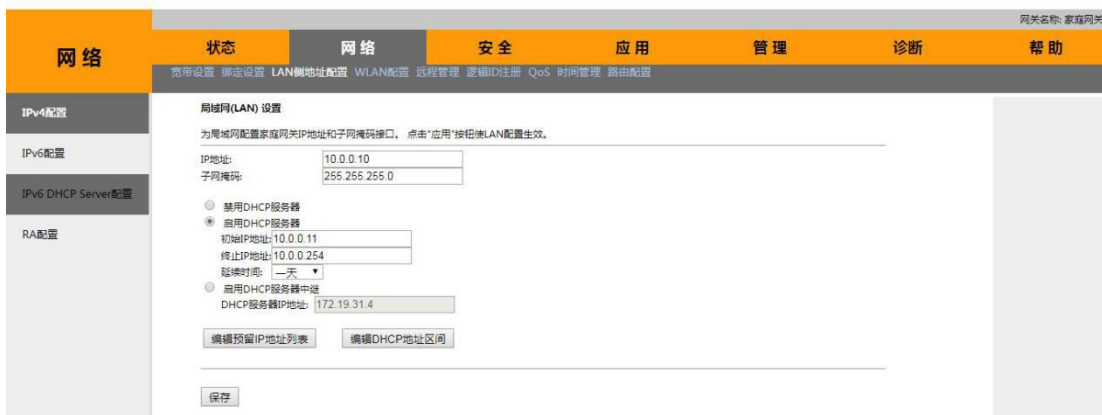 网关名称: 家庭网关
网络
状态 网络 安全 应用 管理 诊断 帮助
宽带设置 绑定设置 LAN侧地址配置 WLAN配置 远程管理 逻辑ID注册 QoS 时间管理 路由配置
IPv4配置
IPv6配置
IPv6 DHCP Server配置
RA配置
局域网(LAN) 设置
为局域网配置家庭网关IP地址和子网掩码接口。 点击"应用"按钮使LAN配置生效。
IP地址: 10.0.0.10
子网掩码: 255.255.255.0
禁用DHCP服务器
启用DHCP服务器
初始IP地址: 10.0.0.11
终止IP地址: 10.0.0.254
延续时间: 一天
启用DHCP服务器中继
DHCP服务器IP地址: 172.19.31.4
编辑预留IP地址列表 编辑DHCP地址区间
保存